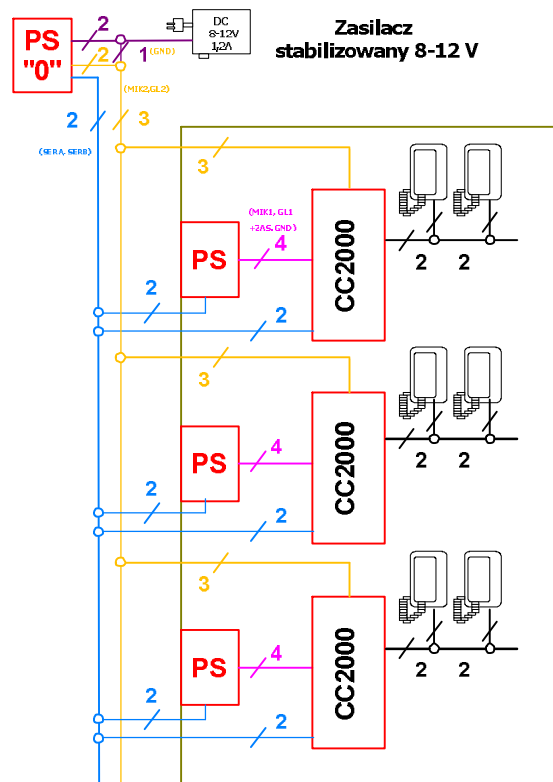 PS
"0"
2
2
1
(GND)
DC
8-12V
1,2A
Zasilacz
stabilizowany 8-12 V
(MIK2,GL2)
2
3
(SERA, SERB)
3
(MIK1, GL1
+2AS, GND)
PS
4
CC2000
2
2
2
2
3
PS
4
CC2000
2
2
2
2
3
PS
4
CC2000
2
2
2
2